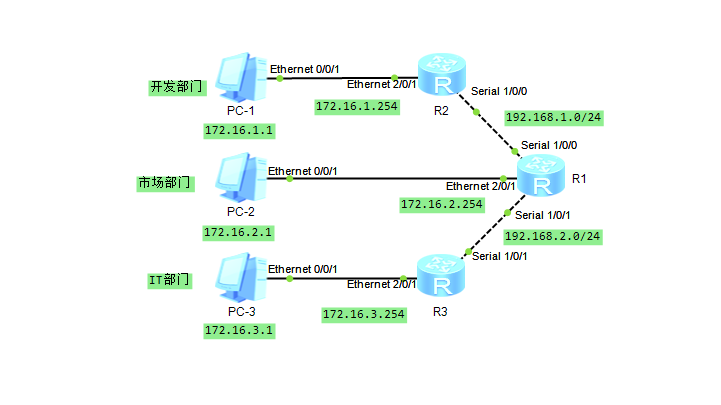 Ethernet 0/0/1
Ethernet 2/0/1
开发部门
PC-1
172.16.1.1
172.16.1.254
R
R2
Serial 1/0/0
192.168.1.0/24
Serial 1/0/0
Ethernet 0/0/1
市场部门
PC-2
172.16.2.1
Ethernet 2/0/1
172.16.2.254
R
R1
Serial 1/0/1
192.168.2.0/24
Serial 1/0/1
Ethernet 0/0/1
IT部门
PC-3
172.16.3.1
Ethernet 2/0/1
172.16.3.254
R
R3